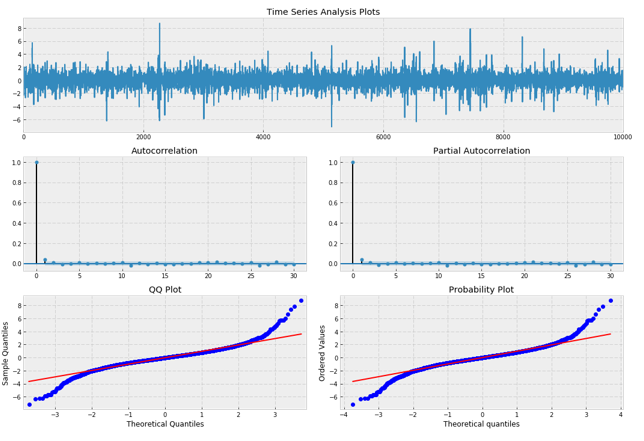 Time Series Analysis Plots
8
6
4
2
0
−2
−4
−6
0 2000 4000 6000 8000 10000
Autocorrelation
1.0
0.8
0.6
0.4
0.2
0.0
0 5 10 15 20 25 30
Partial Autocorrelation
1.0
0.8
0.6
0.4
0.2
0.0
0 5 10 15 20 25 30
QQ Plot
Sample Quantiles
8
6
4
2
0
−2
−4
−6
−3 −2 −1 0 1 2 3
Theoretical Quantiles
Probability Plot
Ordered Values
8
6
4
2
0
−2
−4
−6
−4 −3 −2 −1 0 1 2 3 4
Theoretical quantiles